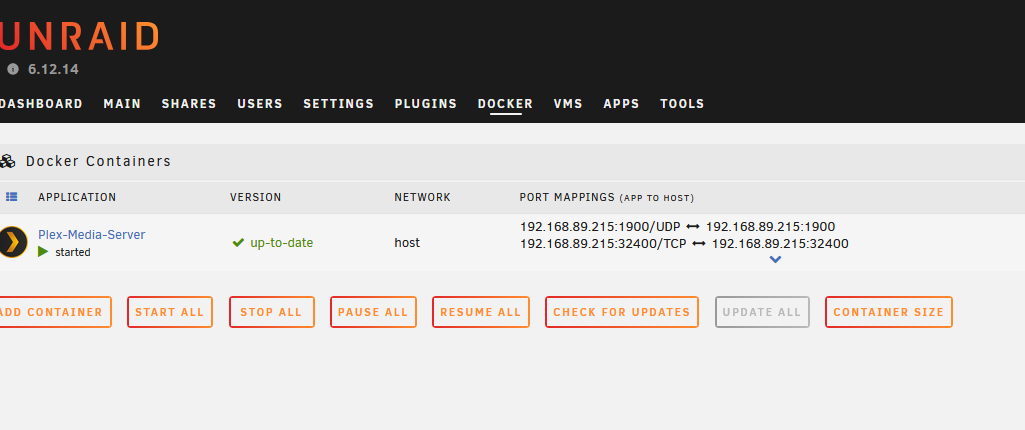 UNRAID
6.12.14
DASHBOARD MAIN SHARES USERS SETTINGS PLUGINS DOCKER VMS APPS TOOLS
Docker Containers
APPLICATION VERSION NETWORK PORT MAPPINGS (APP TO HOST)
Plex-Media-Server
started
up-to-date
host
192.168.89.215:1900/UDP ↔ 192.168.89.215:1900
192.168.89.215:32400/TCP ↔ 192.168.89.215:32400
ADD CONTAINER START ALL STOP ALL PAUSE ALL RESUME ALL CHECK FOR UPDATES UPDATE ALL CONTAINER SIZE